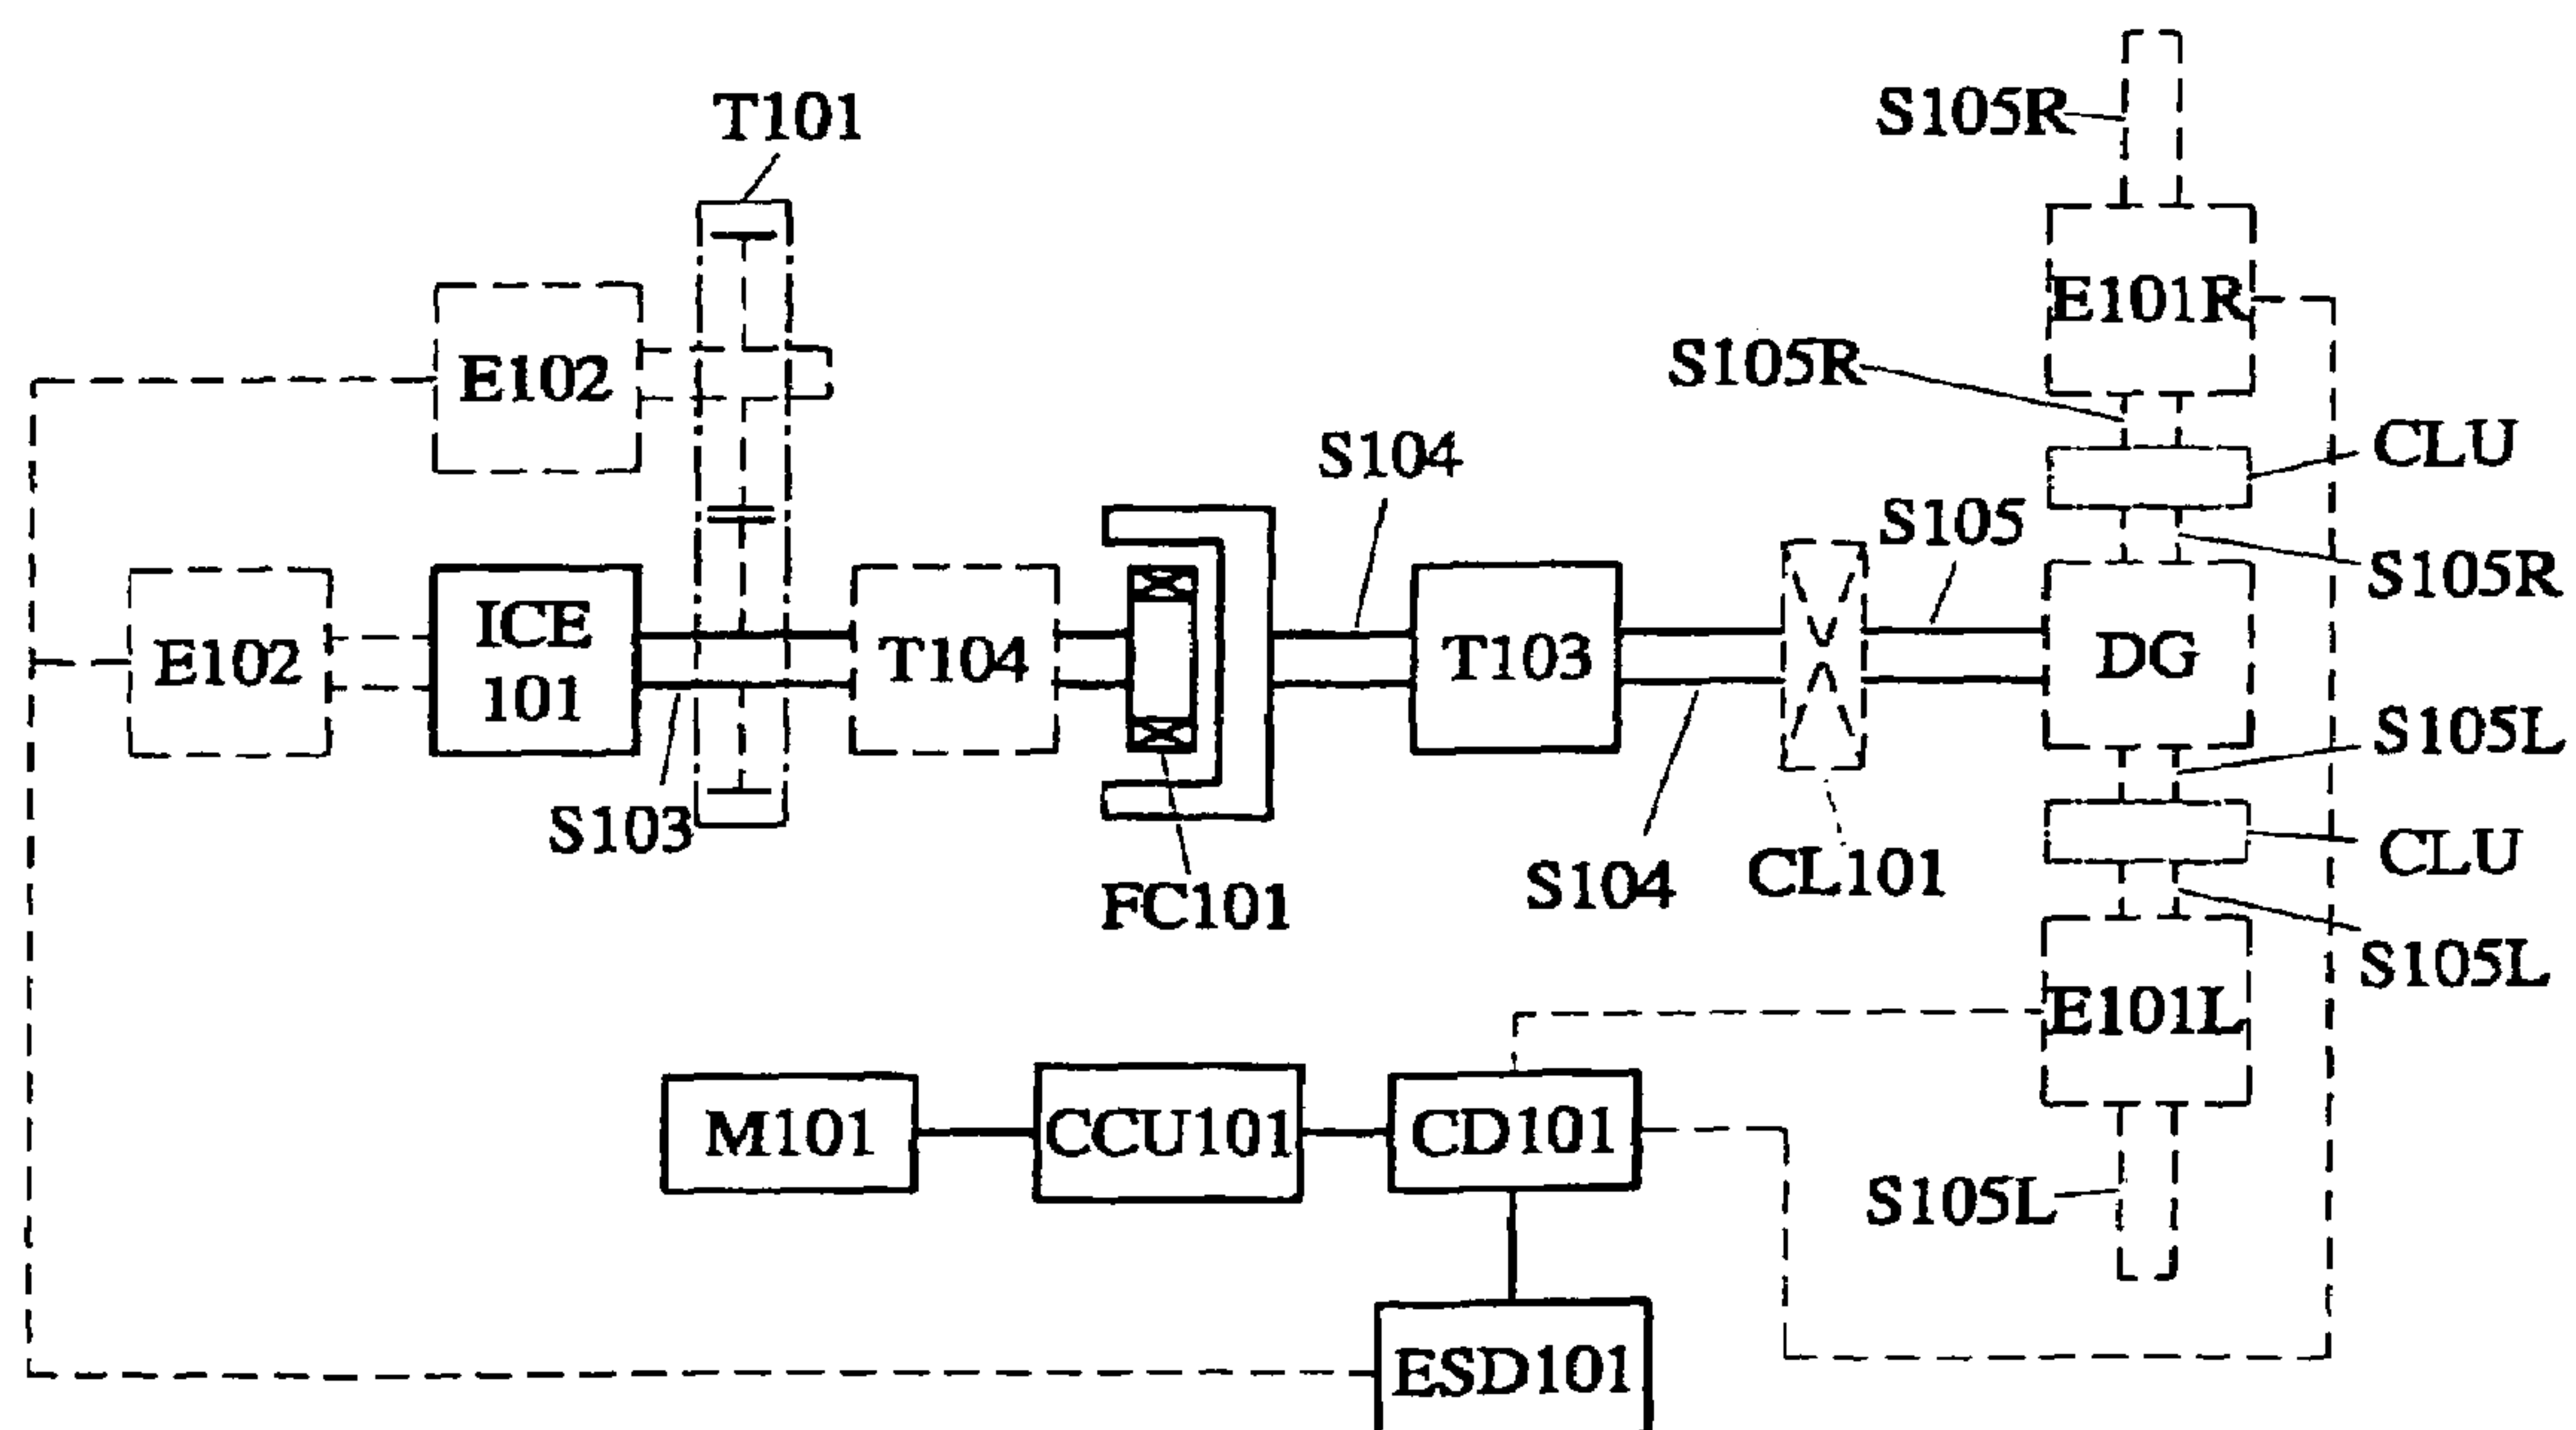 T101
S105R
E101R
S105R
E102
CLU
S104
S105
S105R
ICE
101
E102
T104
T103
DG
S105L
S103
CLU
CL101
S104
FC101
S105L
E101L
M101
CCU101
CD101
S105L
ESD101